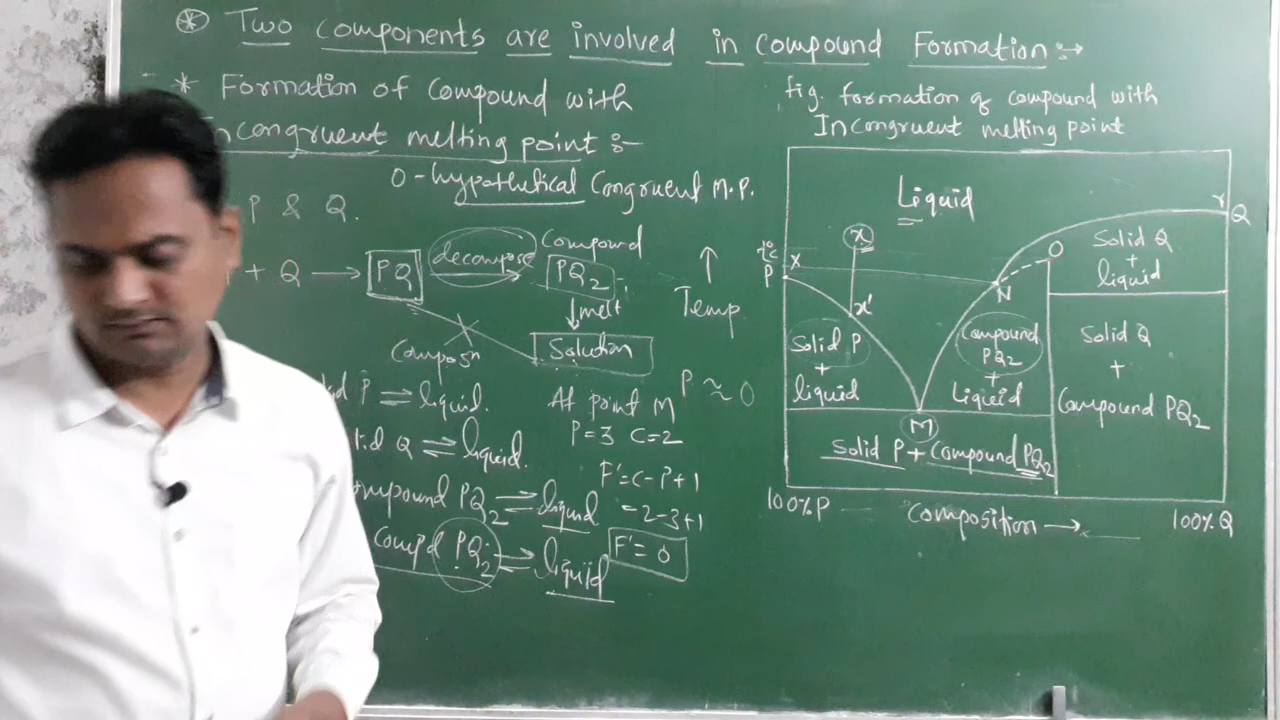 * Two components are involved in compound Formation :→
* Formation of compound with
Incongruent melting point :-
O - hypothetical Congruent M.P.
P & Q.
+ Q → PQ decompose Compound PQ2
melt
Composn Solution
P ⇌ liquid.
Q ⇌ liquid.
ompound PQ2 ⇌ liquid
Compd PQ2 ⇌ liquid
At point M P ≈ 0
P=3 C=2
F'=C-P+1
=2-3+1
F'=0
fig. formation of compound with
Incongruent melting point
↑
Temp.
t°c
P
X
Liquid
x
x'
Solid P
+
liquid
M
N
O
Q
Compound
PQ2
+
Liquid
Solid Q
+
liquid
Solid Q
+
Compound PQ2
Solid P + Compound PQ2
100% P Composition → 100% Q